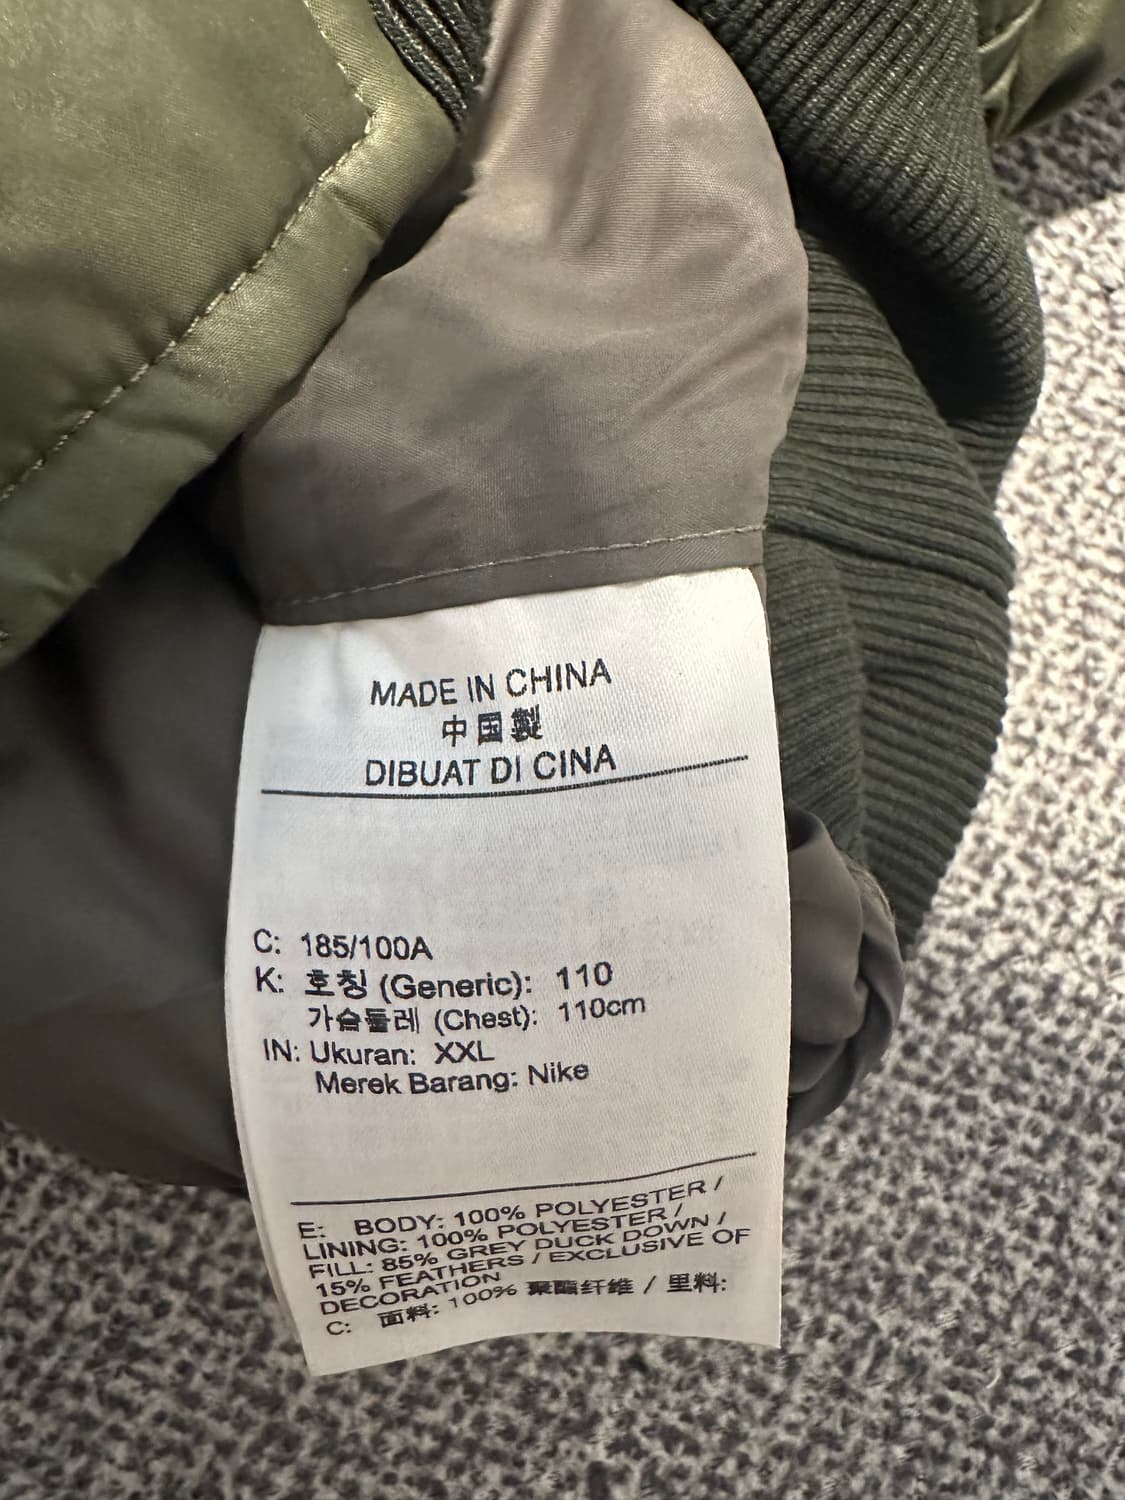 MADE IN CHINA
中国製
DIBUAT DI CINA
C: 185/100A
K: 호칭 (Generic): 110
가슴둘레 (Chest): 110cm
IN: Ukuran: XXL
Merek Barang: Nike
E: BODY: 100% POLYESTER /
LINING: 100% POLYESTER /
FILL: 85% GREY DUCK DOWN /
15% FEATHERS / EXCLUSIVE OF
DECORATION
C: 面料: 100% 聚酯纤维 / 里料: